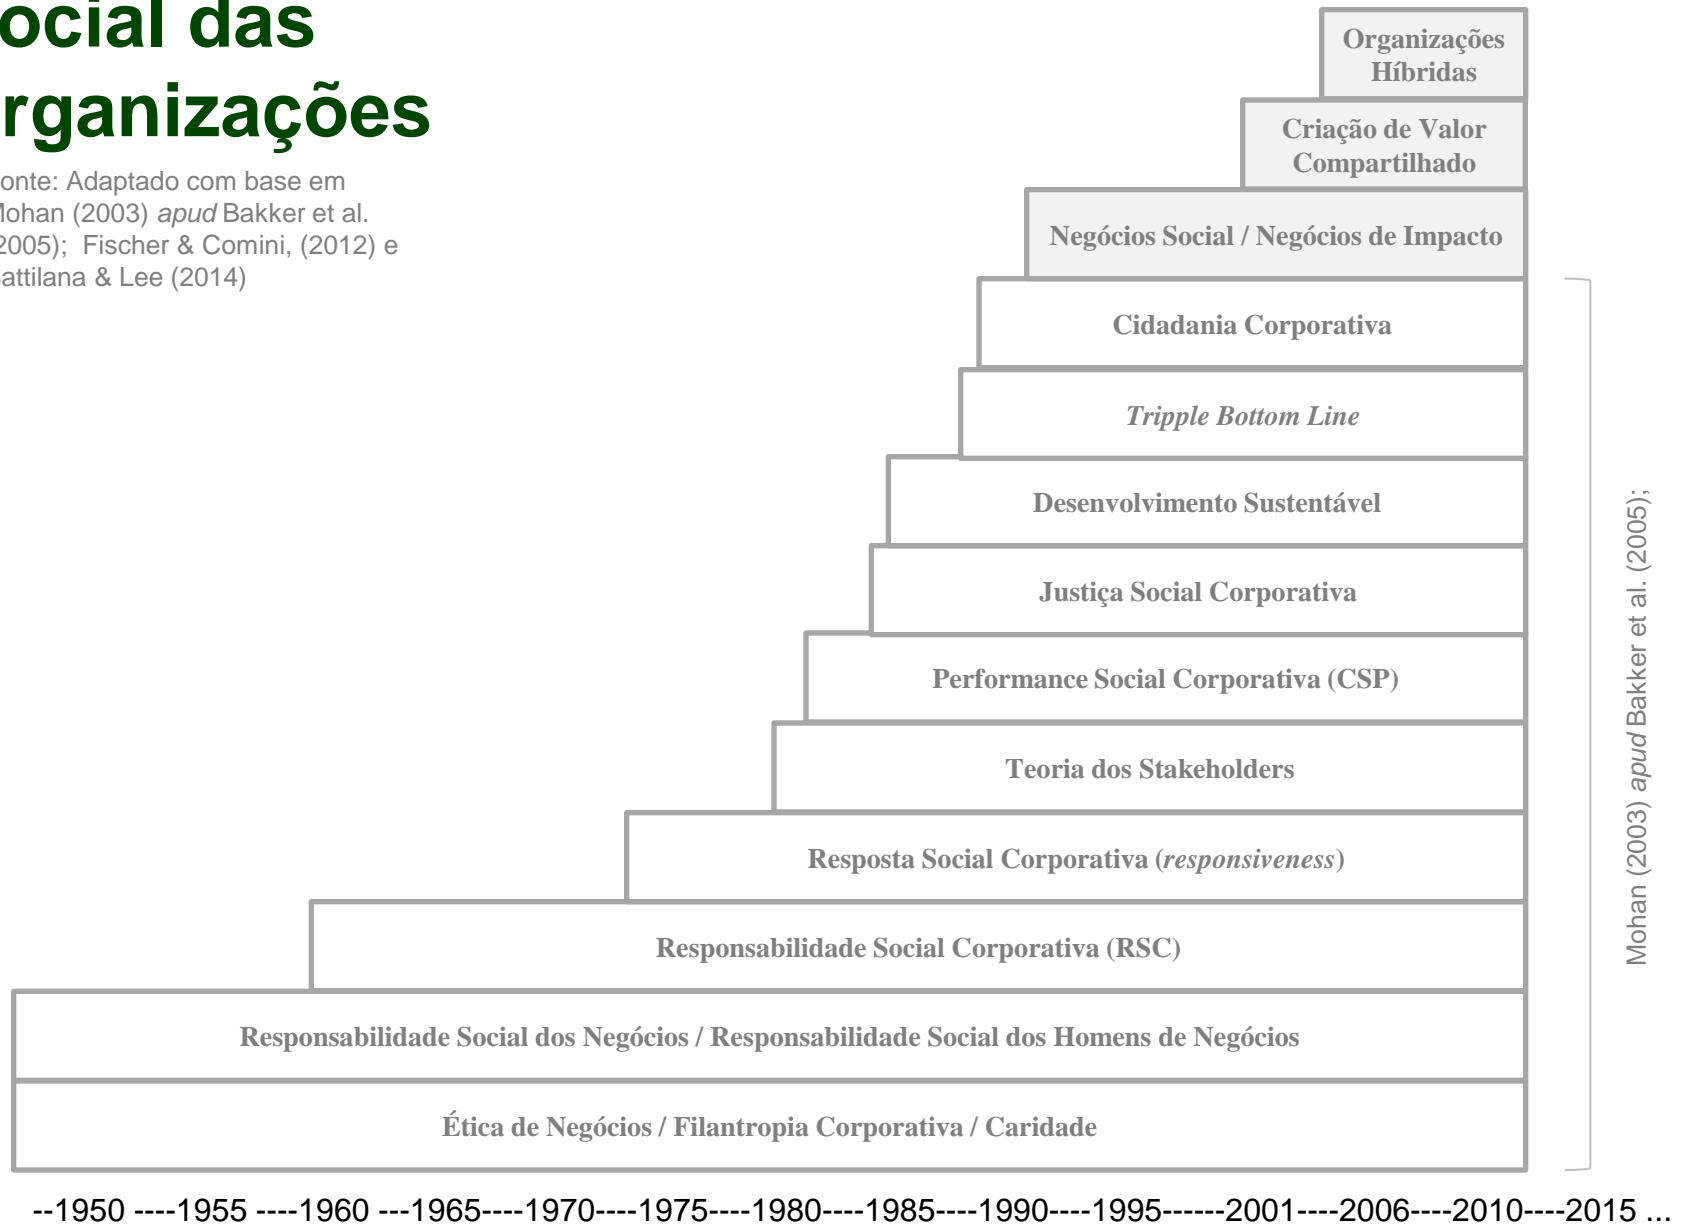 ocial das
rganizações
onte: Adaptado com base em
ohan (2003) apud Bakker et al.
2005); Fischer & Comini, (2012) e
attilana & Lee (2014)
Organizações
Híbridas
Criação de Valor
Compartilhado
Negócios Social / Negócios de Impacto
Cidadania Corporativa
Tripple Bottom Line
Desenvolvimento Sustentável
Justiça Social Corporativa
Performance Social Corporativa (CSP)
Teoria dos Stakeholders
Resposta Social Corporativa (responsiveness)
Responsabilidade Social Corporativa (RSC)
Responsabilidade Social dos Negócios / Responsabilidade Social dos Homens de Negócios
Ética de Negócios / Filantropia Corporativa / Caridade
Mohan (2003) apud Bakker et al. (2005);
--1950 ----1955 ----1960 ---1965----1970----1975----1980----1985----1990----1995------2001----2006----2010----2015 ...